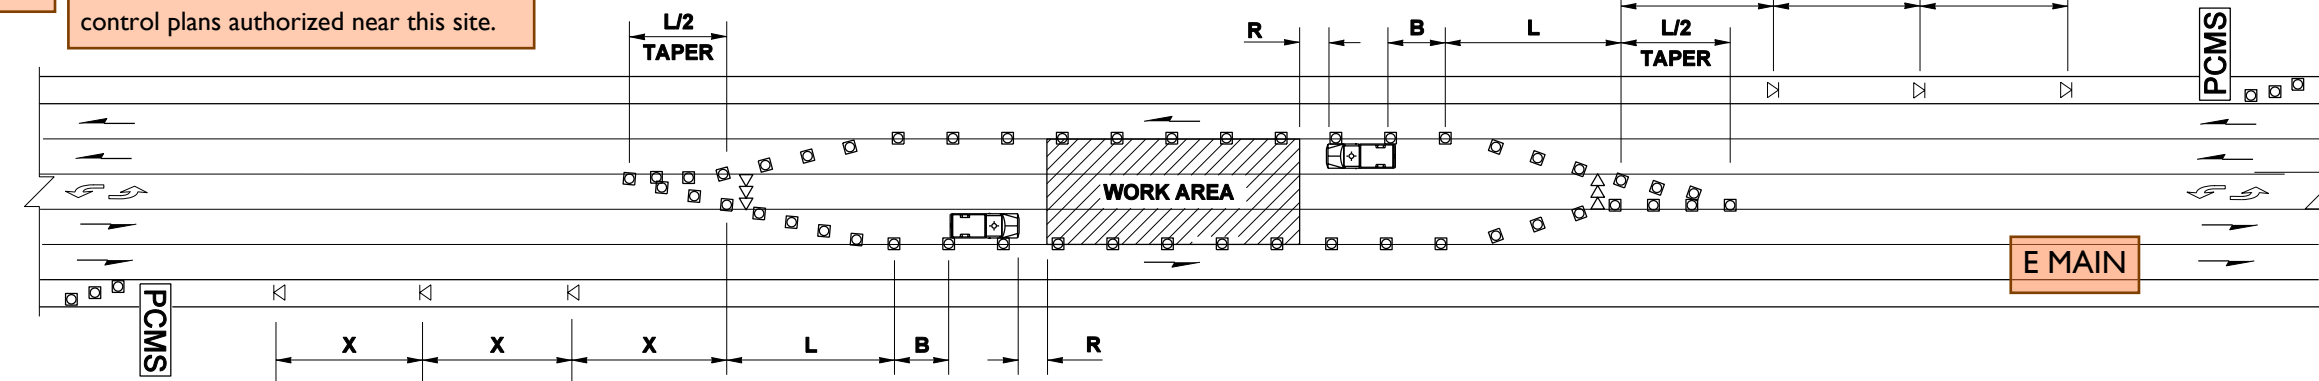 control plans authorized near this site.
L/2
TAPER
R
B
L
L/2
TAPER
PCMS
WORK AREA
E MAIN
PCMS
X
X
X
L
B
R